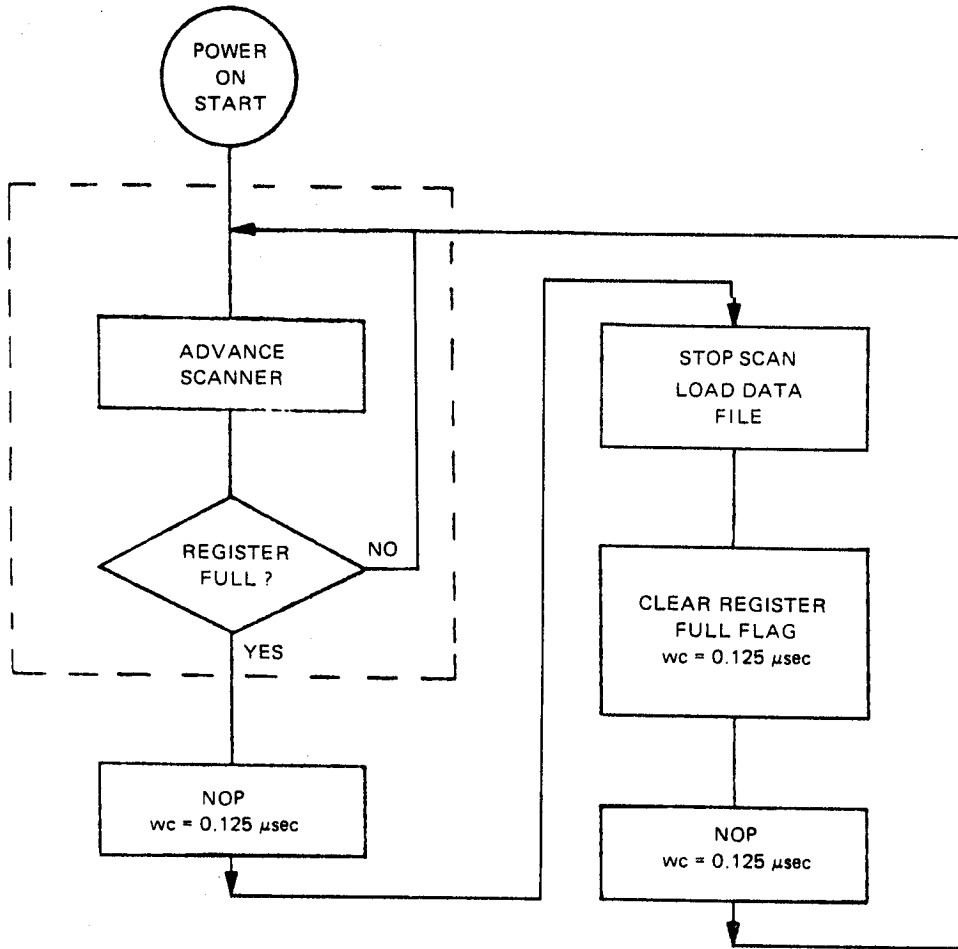 POWER
ON
START
ADVANCE
SCANNER
REGISTER
FULL ?
NO
YES
NOP
wc = 0.125 μsec
STOP SCAN
LOAD DATA
FILE
CLEAR REGISTER
FULL FLAG
wc = 0.125 μsec
NOP
wc = 0.125 μsec